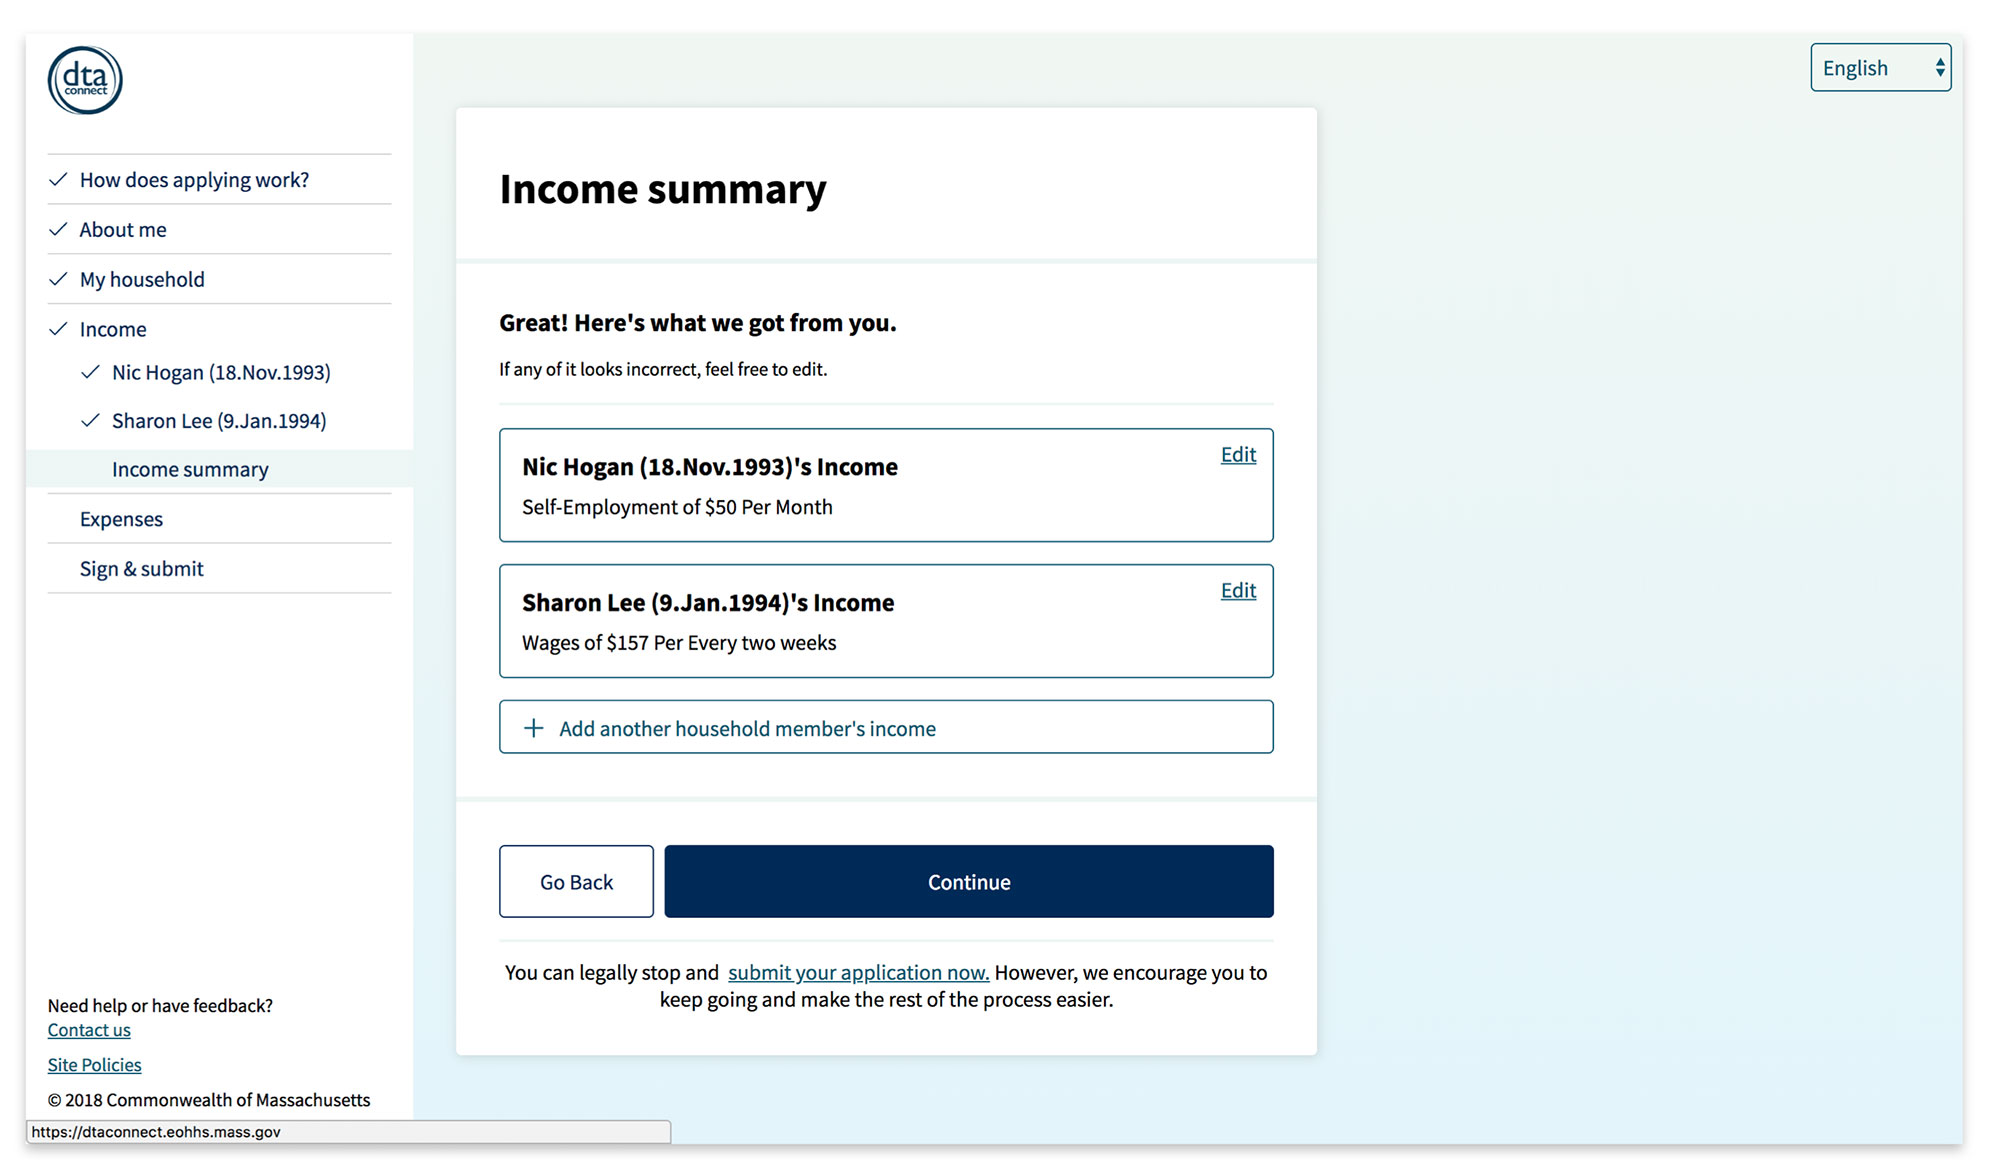 dta
connect
English
How does applying work?
About me
My household
Income
Nic Hogan (18.Nov.1993)
Sharon Lee (9.Jan.1994)
Income summary
Expenses
Sign & submit
Need help or have feedback?
Contact us
Site Policies
© 2018 Commonwealth of Massachusetts
https://dtaconnect.eohhs.mass.gov
Income summary
Great! Here's what we got from you.
If any of it looks incorrect, feel free to edit.
Nic Hogan (18.Nov.1993)'s Income
Edit
Self-Employment of $50 Per Month
Sharon Lee (9.Jan.1994)'s Income
Edit
Wages of $157 Per Every two weeks
Add another household member's income
Go Back
Continue
You can legally stop and submit your application now. However, we encourage you to
keep going and make the rest of the process easier.